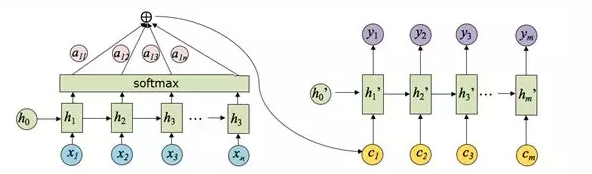 a11 a12 a13 a1n
softmax
h0 h1 h2 h3 ... h3
x1 x2 x3 xn
y1 y2 y3 ym
h0' h1' h2' h3' ... hm'
c1 c2 c3 cm